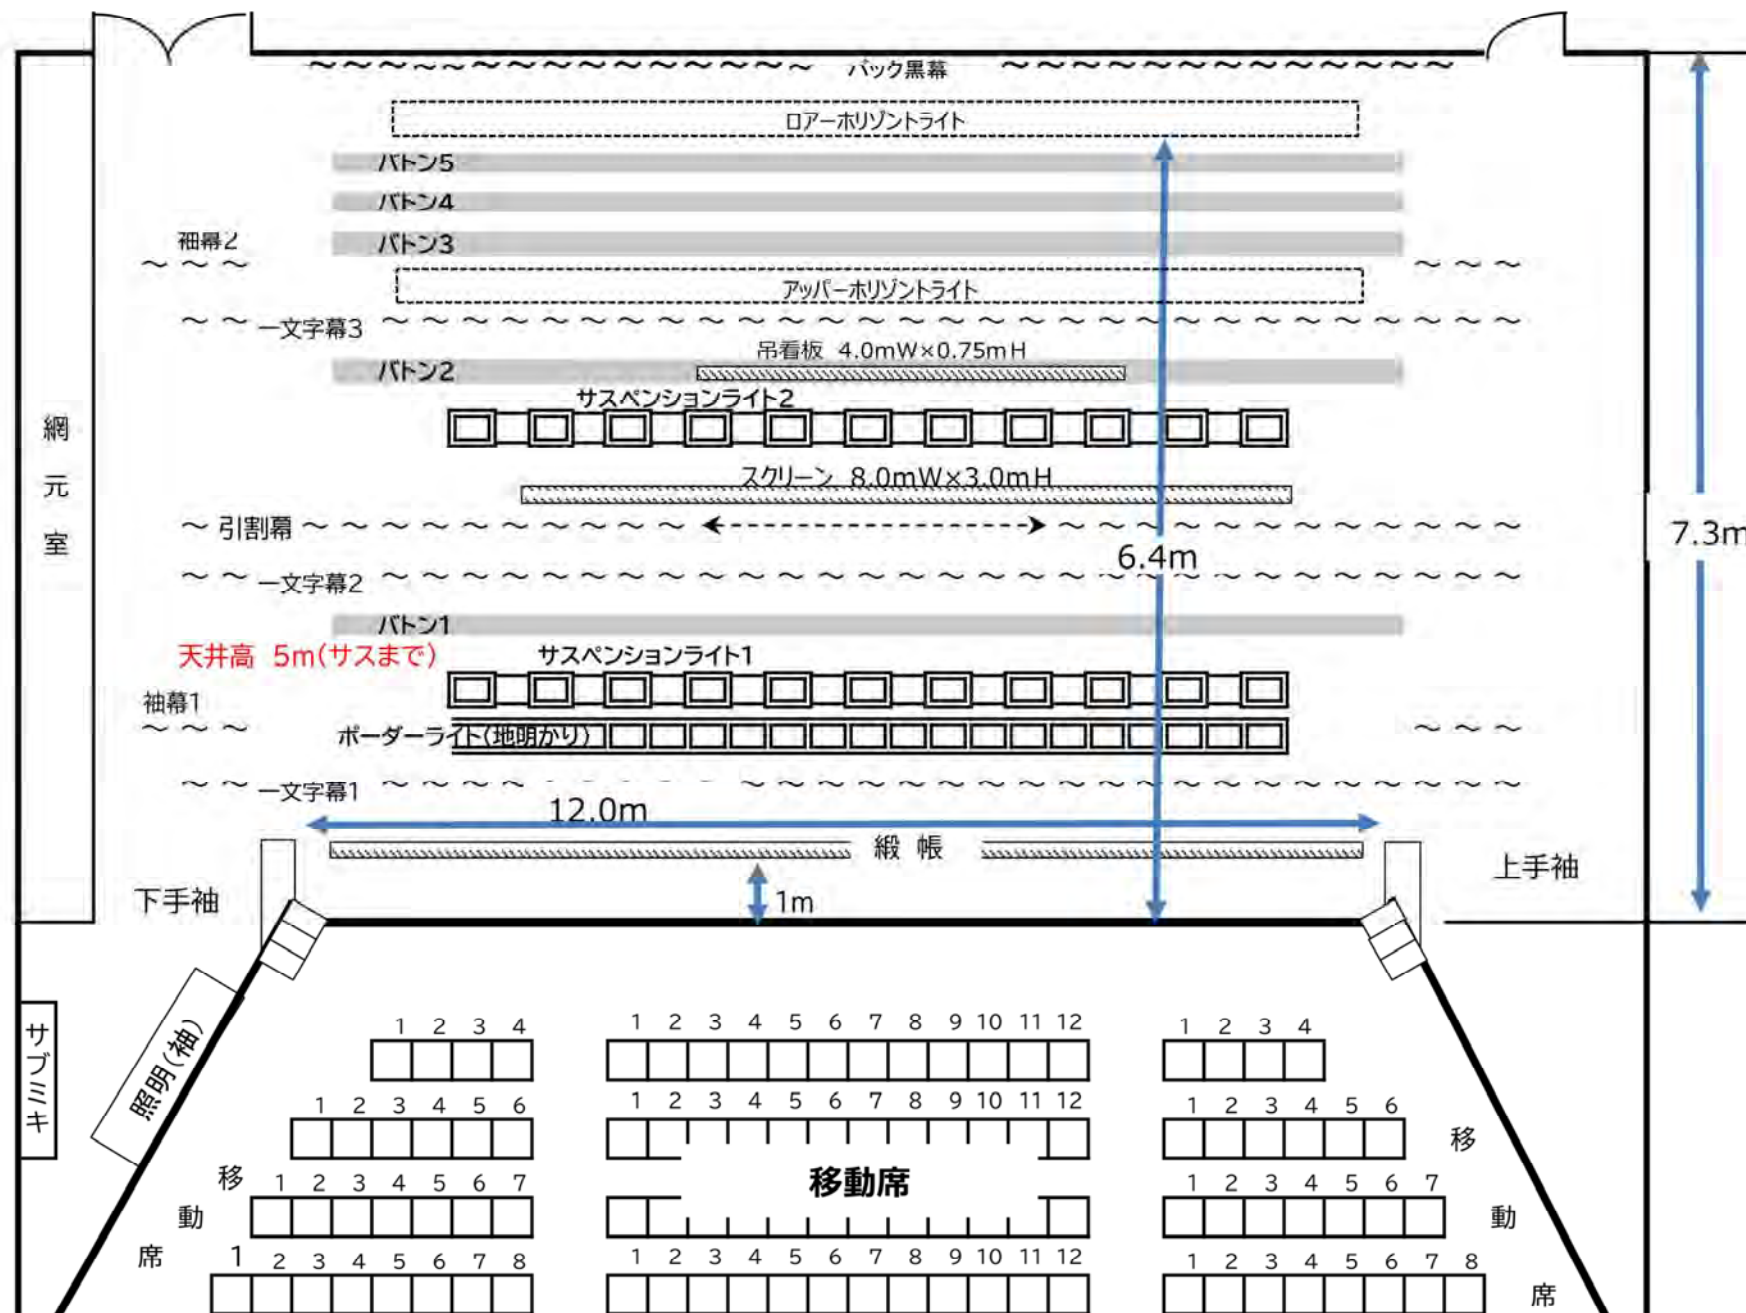 バック黒幕
ロアーホリゾントライト
バトン5
バトン4
袖幕2
バトン3
アッパーホリゾントライト
一文字幕3
吊看板 4.0mW×0.75mH
バトン2
サスペンションライト2
網元室
スクリーン 8.0mW×3.0mH
引割幕
7.3m
6.4m
一文字幕2
バトン1
天井高 5m(サスまで)
サスペンションライト1
袖幕1
ボーダーライト(地明かり)
一文字幕1
12.0m
緞帳
上手袖
下手袖
1m
サブミキ
照明(袖)
1 2 3 4
1 2 3 4 5 6 7 8 9 10 11 12
1 2 3 4
1 2 3 4 5 6
1 2 3 4 5 6 7 8 9 10 11 12
1 2 3 4 5 6
移動席
移動席
移動席
1 2 3 4 5 6 7
1 2 3 4 5 6 7
1 2 3 4 5 6 7 8
1 2 3 4 5 6 7 8 9 10 11 12
1 2 3 4 5 6 7 8